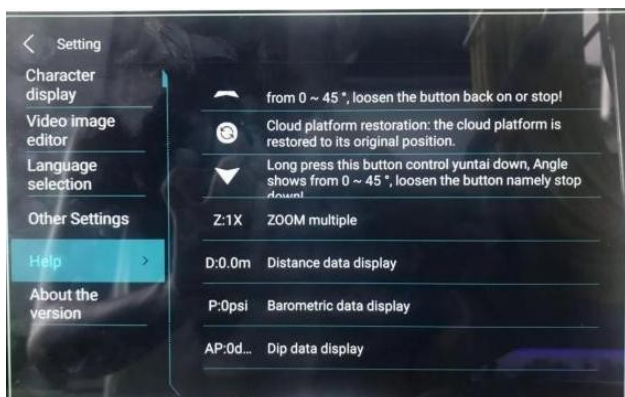 Setting
Character
display
Video image
editor
Language
selection
Other Settings
Help
About the
version
from 0 ~ 45 °, loosen the button back on or stop!
Cloud platform restoration: the cloud platform is
restored to its original position.
Long press this button control yuntai down, Angle
shows from 0 ~ 45 °, loosen the button namely stop
down!
Z:1X ZOOM multiple
D:0.0m Distance data display
P:0psi Barometric data display
AP:0d... Dip data display